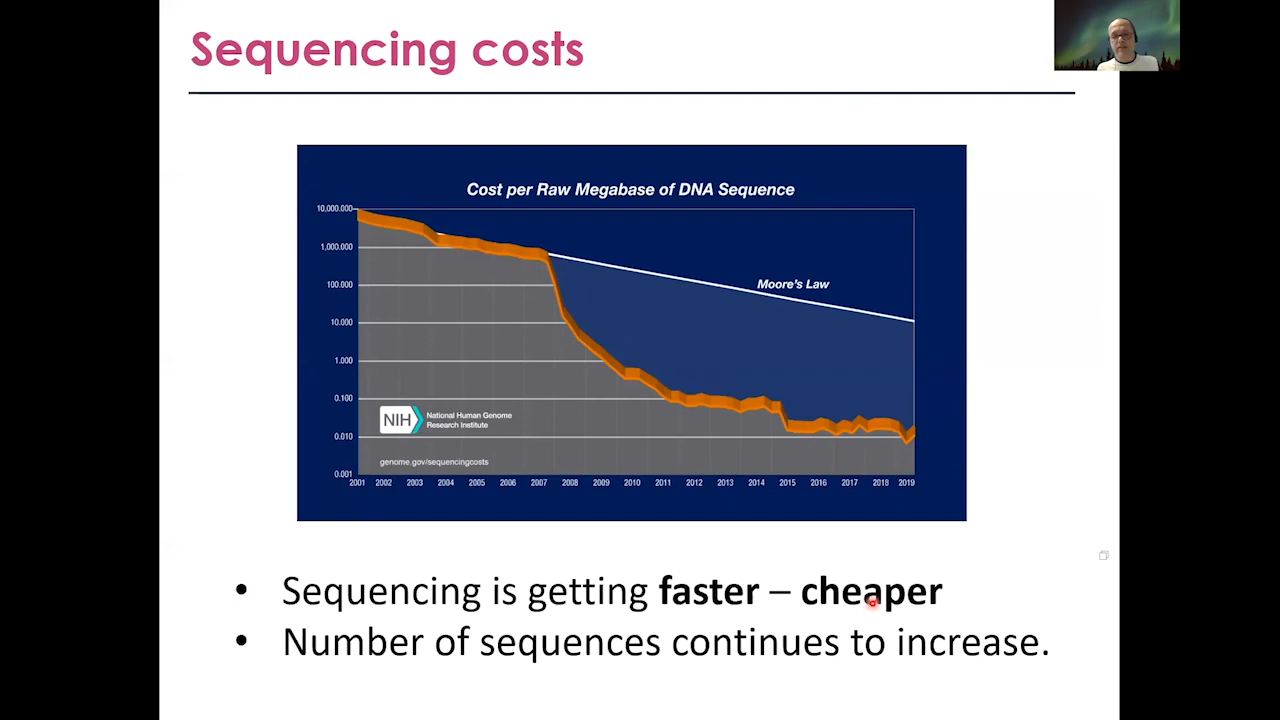 Sequencing costs
Cost per Raw Megabase of DNA Sequence
10,000.000
1,000.000
100.000
10.000
1.000
0.100
0.010
0.001
Moore's Law
NIH
National Human Genome
Research Institute
genome.gov/sequencingcosts
2001 2002 2003 2004 2005 2006 2007 2008 2009 2010 2011 2012 2013 2014 2015 2016 2017 2018 2019
• Sequencing is getting faster – cheaper
• Number of sequences continues to increase.